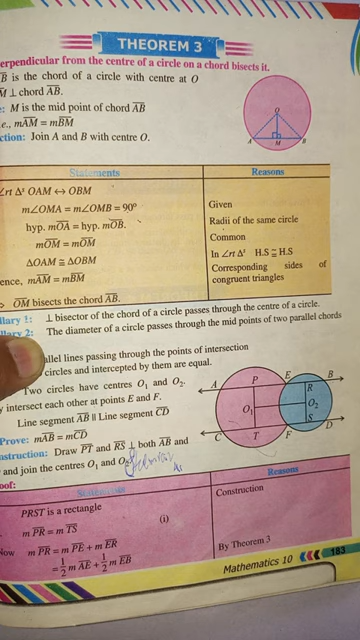 THEOREM 3
erpendicular from the centre of a circle on a chord bisects it.
B is the chord of a circle with centre at O
M ⊥ chord AB.
: M is the mid point of chord AB
.e., mAM = mBM
ction: Join A and B with centre O.
O
A M B
Statements Reasons
∠rt Δˢ OAM ↔ OBM
m∠OMA = m∠OMB = 90° Given
hyp. mOA = hyp. mOB. Radii of the same circle
mOM = mOM Common
ΔOAM ≅ ΔOBM In ∠rt Δˢ H.S ≅ H.S
ence, mAM = mBM Corresponding sides of congruent triangles
OM bisects the chord AB.
llary 1: ⊥ bisector of the chord of a circle passes through the centre of a circle.
llary 2: The diameter of a circle passes through the mid points of two parallel chords
allel lines passing through the points of intersection
circles and intercepted by them are equal.
Two circles have centres O₁ and O₂.
y intersect each other at points E and F.
Line segment AB || Line segment CD
Prove: mAB = mCD
nstruction: Draw PT and RS ⊥ both AB and
and join the centres O₁ and O₂
A P E B
R
O₁ O₂
S
C T F D
oof:
Statements Reasons
PRST is a rectangle Construction
m PR = m TS (i)
Now m PR = m PE + m ER
= 1/2 m AE + 1/2 m EB By Theorem 3
Mathematics 10 183